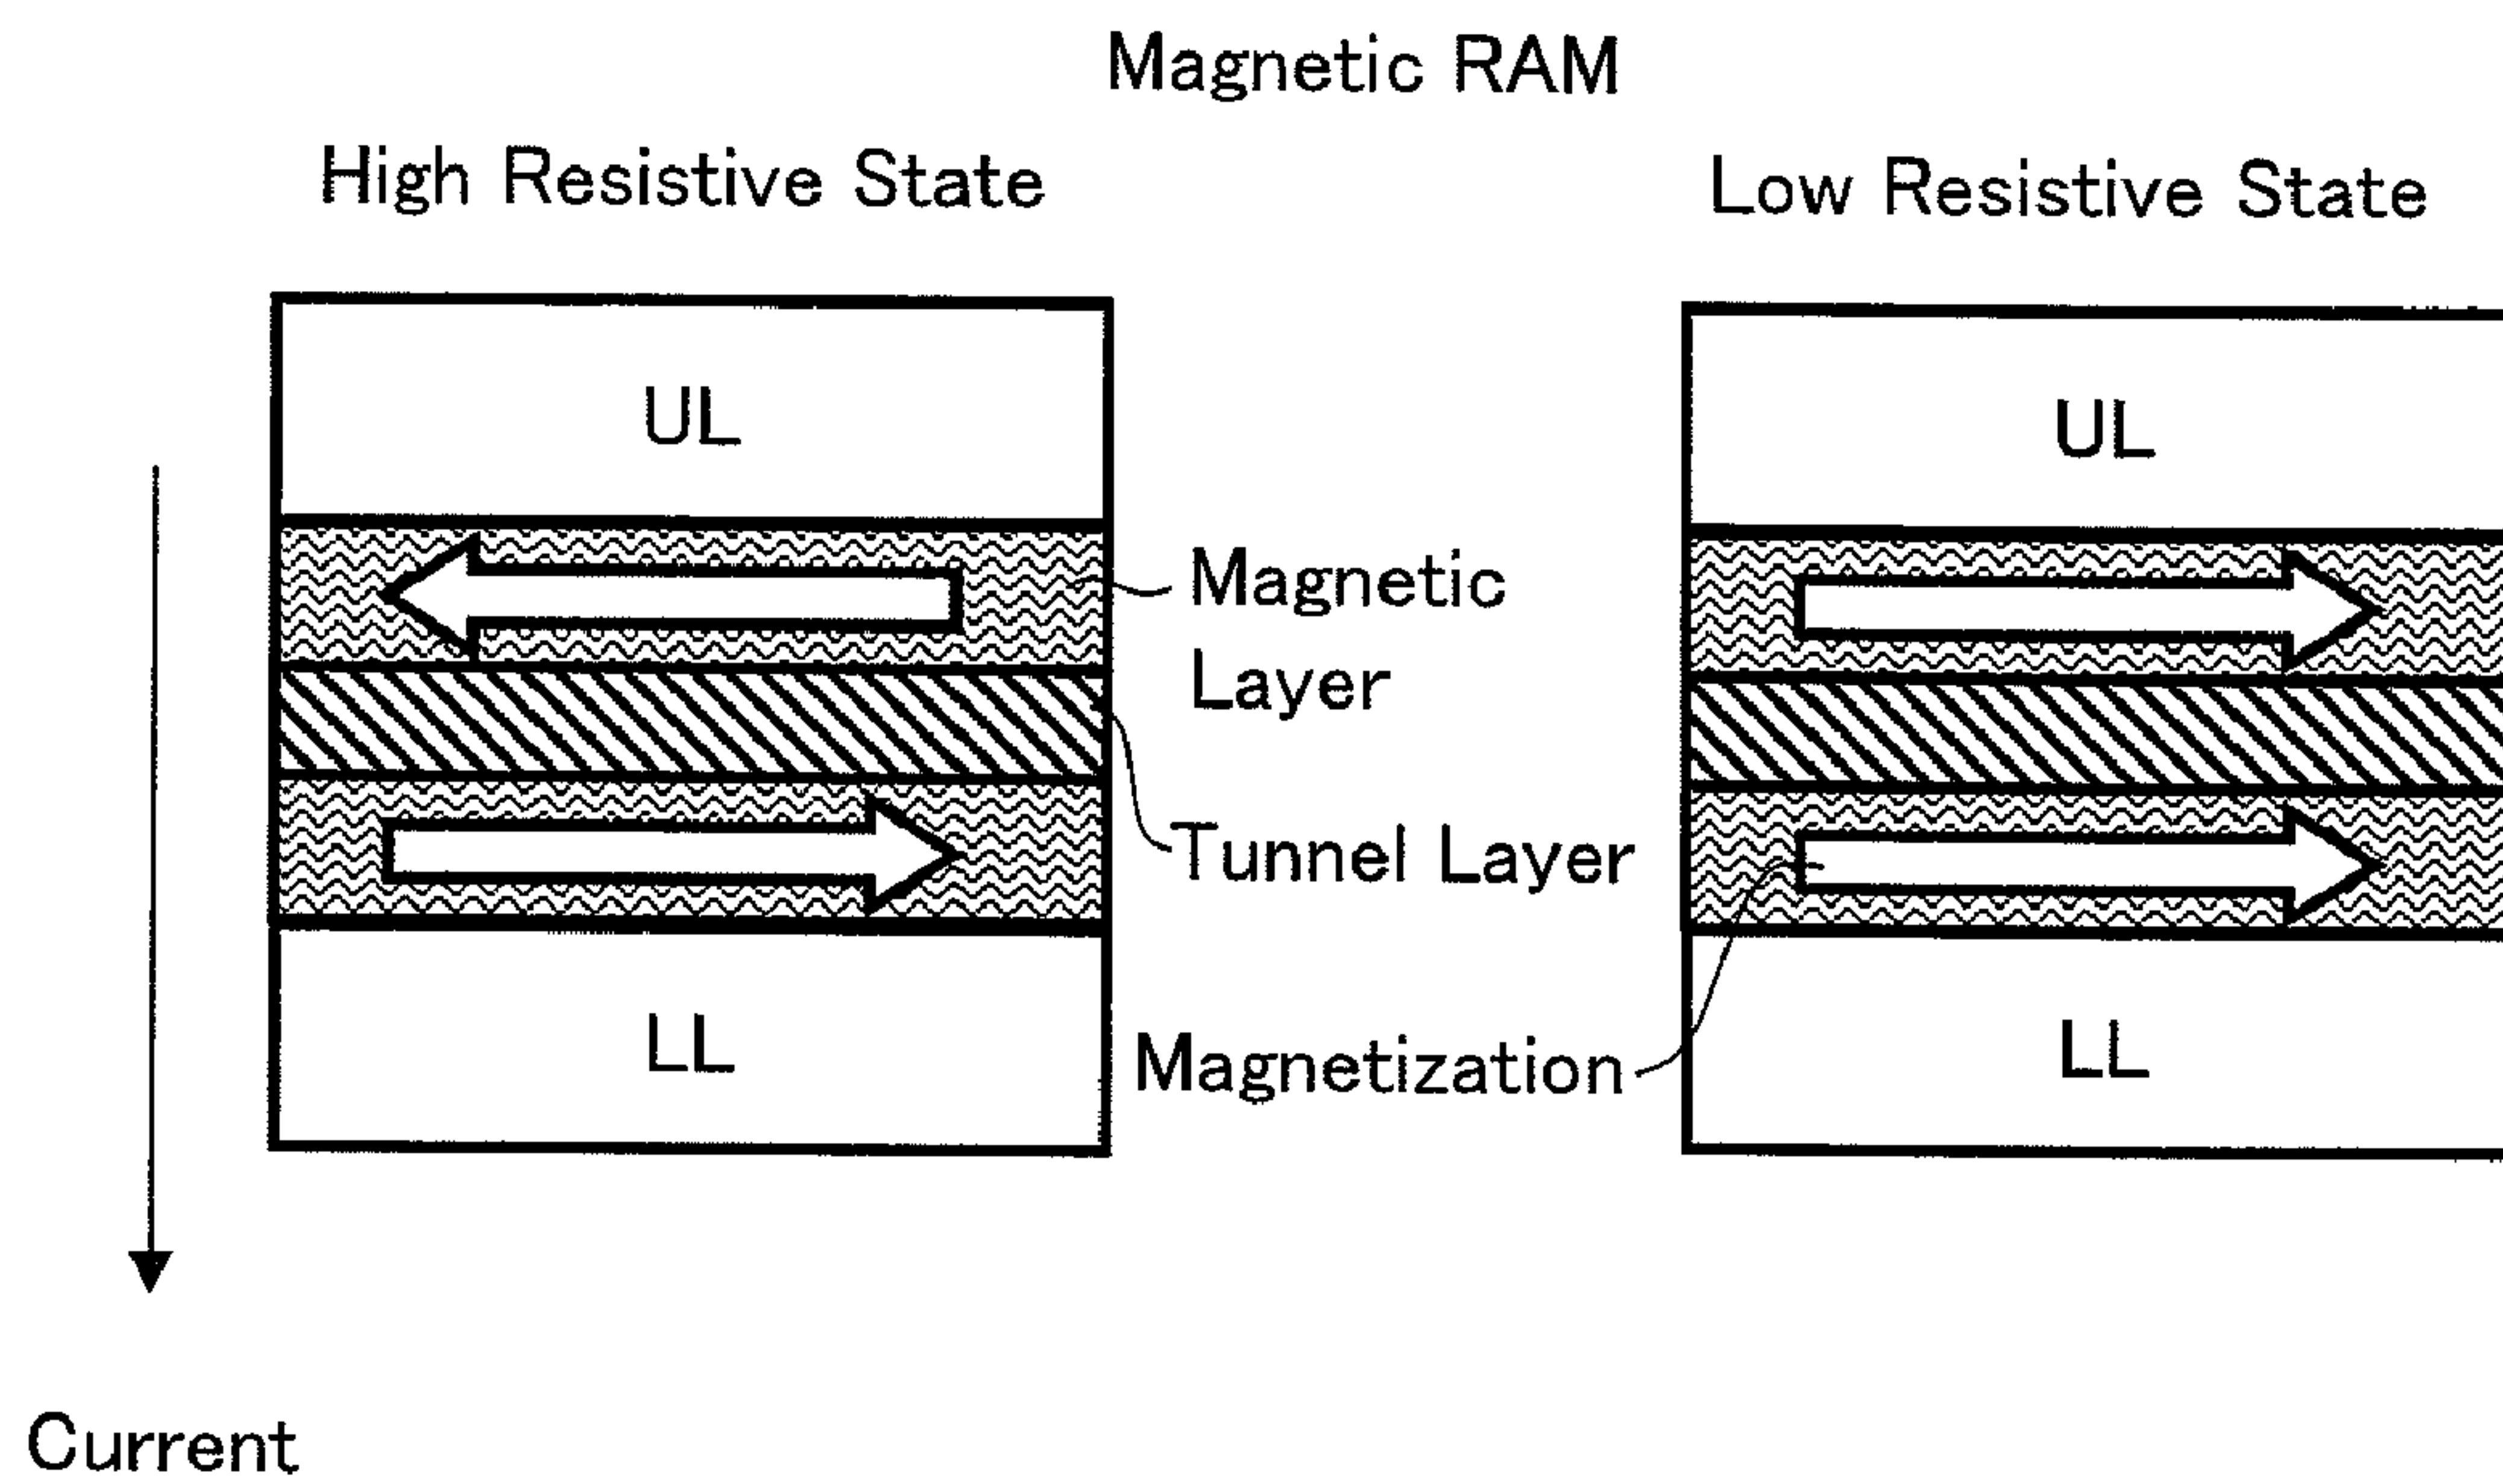 Magnetic RAM
High Resistive State
Low Resistive State
UL
UL
Magnetic
Layer
Tunnel Layer
Magnetization
LL
LL
Current